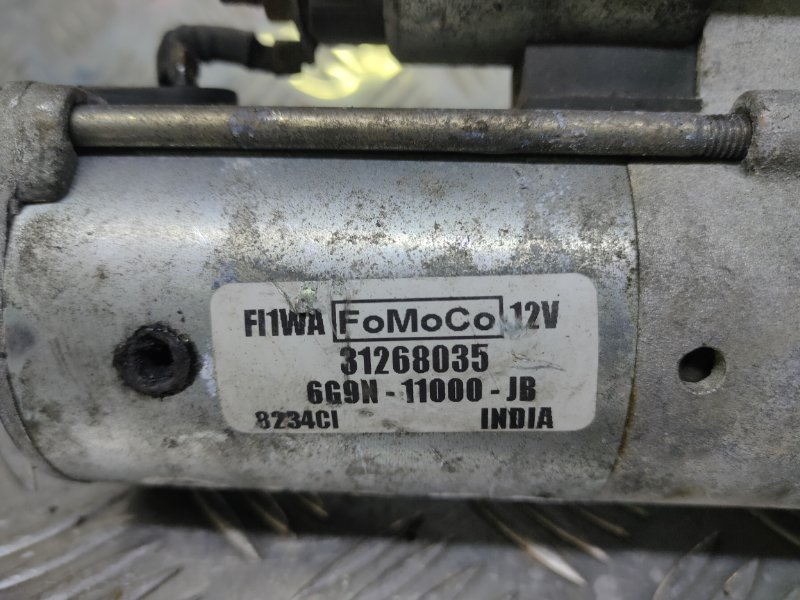 FI1WA FoMoCo 12V
31268035
6G9N - 11000 - JB
8234CI INDIA